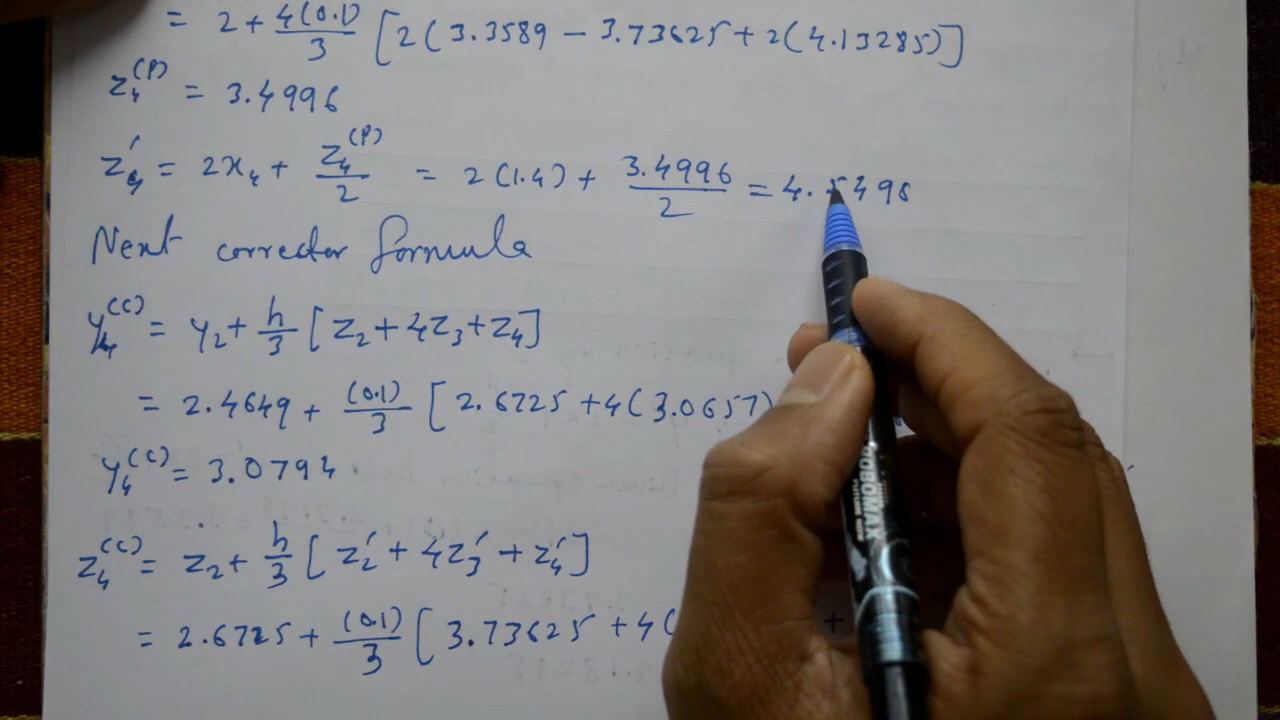 = 2 + 4(0.1)/3 [2(3.3589 − 3.73625 + 2(4.13285)]
z₄⁽ᴾ⁾ = 3.4996
z₄′ = 2x₄ + z₄⁽ᴾ⁾/2 = 2(1.4) + 3.4996/2 = 4.5498
Next corrector formula
y₄⁽ᶜ⁾ = y₂ + h/3 [z₂ + 4z₃ + z₄]
= 2.4649 + (0.1)/3 [2.6725 + 4(3.0657)
y₄⁽ᶜ⁾ = 3.0794
z₄⁽ᶜ⁾ = z₂ + h/3 [z₂′ + 4z₃′ + z₄′]
= 2.6725 + (0.1)/3 [3.73625 + 4( +
ROBOMAX